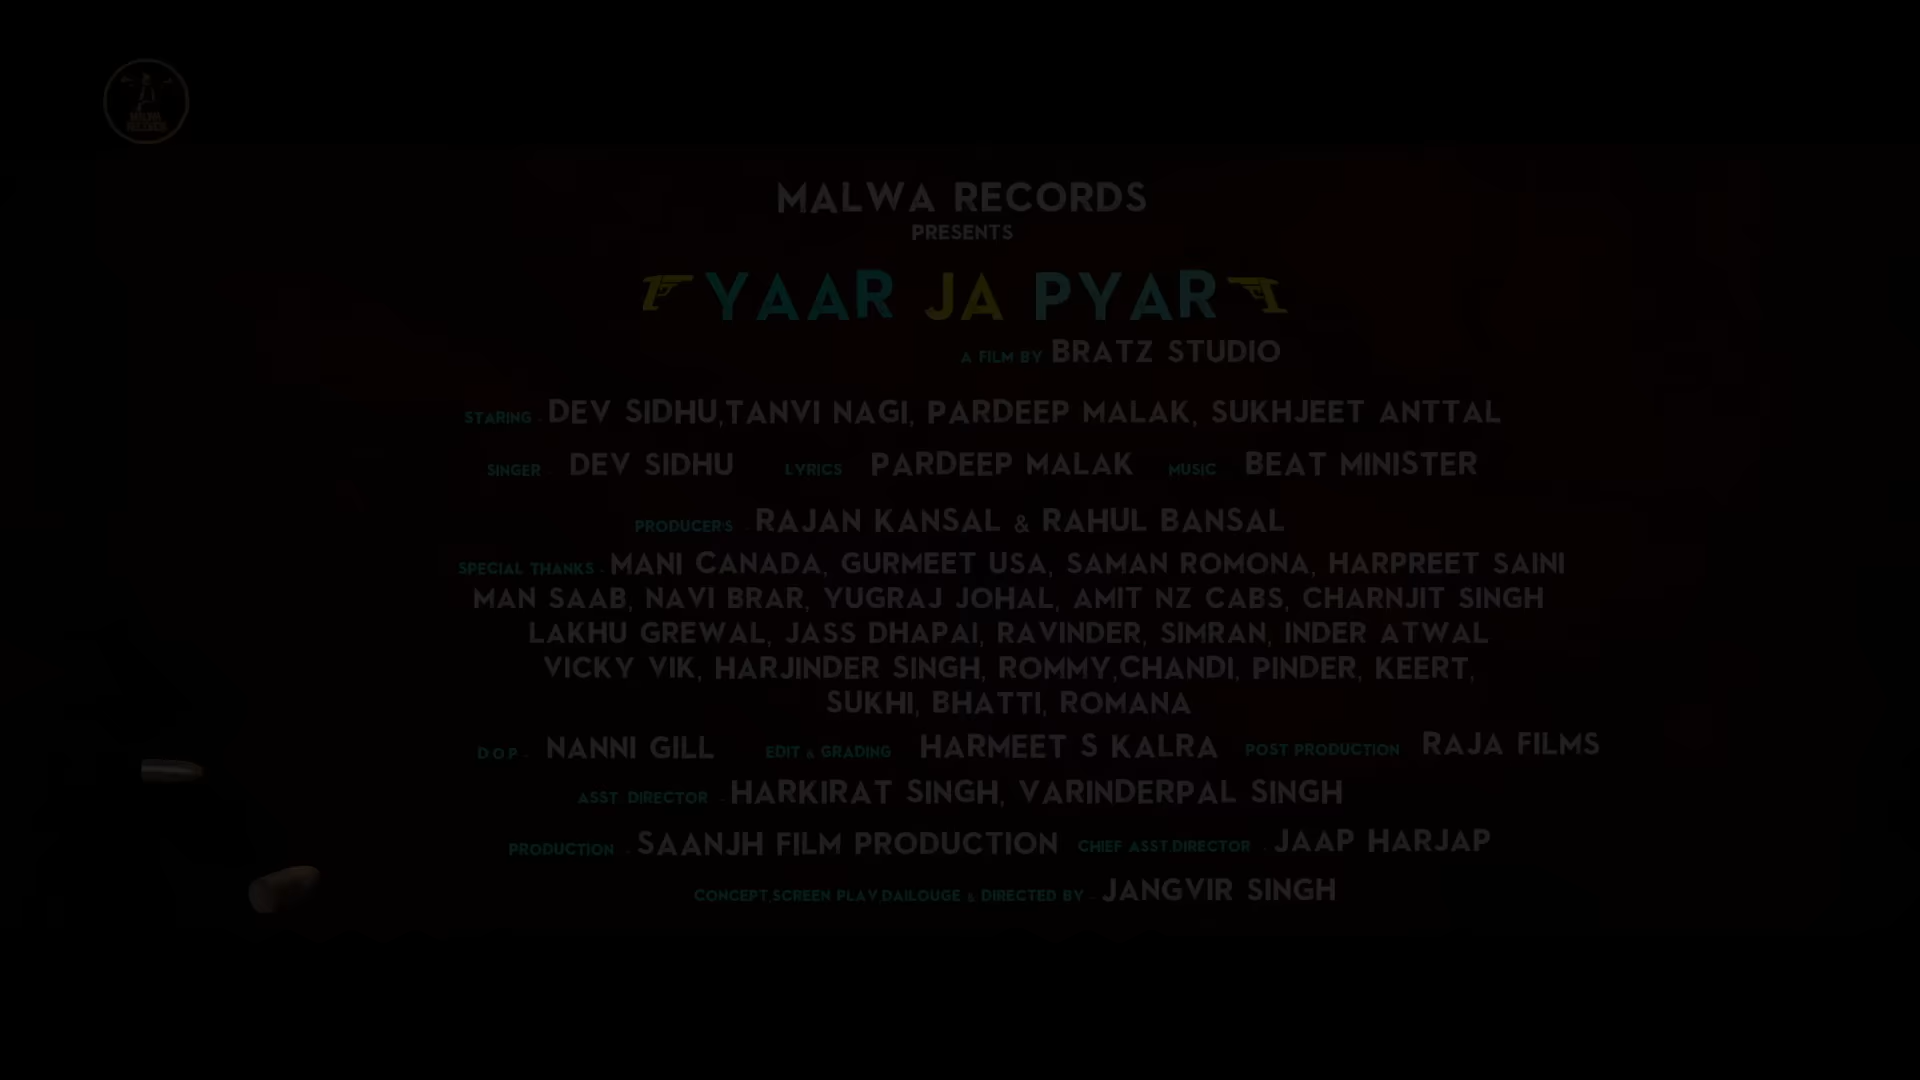 MALWA RECORDS
PRESENTS
YAAR JA PYAR
A FILM BY BRATZ STUDIO
STARING - DEV SIDHU,TANVI NAGI, PARDEEP MALAK, SUKHJEET ANTTAL
SINGER DEV SIDHU LYRICS PARDEEP MALAK MUSIC BEAT MINISTER
PRODUCER'S - RAJAN KANSAL & RAHUL BANSAL
SPECIAL THANKS - MANI CANADA, GURMEET USA, SAMAN ROMONA, HARPREET SAINI
MAN SAAB, NAVI BRAR, YUGRAJ JOHAL, AMIT NZ CABS, CHARNJIT SINGH
LAKHU GREWAL, JASS DHAPAI, RAVINDER, SIMRAN, INDER ATWAL
VICKY VIK, HARJINDER SINGH, ROMMY,CHANDI, PINDER, KEERT,
SUKHI, BHATTI, ROMANA
D O P - NANNI GILL EDIT & GRADING HARMEET S KALRA POST PRODUCTION RAJA FILMS
ASST. DIRECTOR - HARKIRAT SINGH, VARINDERPAL SINGH
PRODUCTION - SAANJH FILM PRODUCTION CHIEF ASST.DIRECTOR - JAAP HARJAP
CONCEPT,SCREEN PLAY,DAILOUGE & DIRECTED BY - JANGVIR SINGH